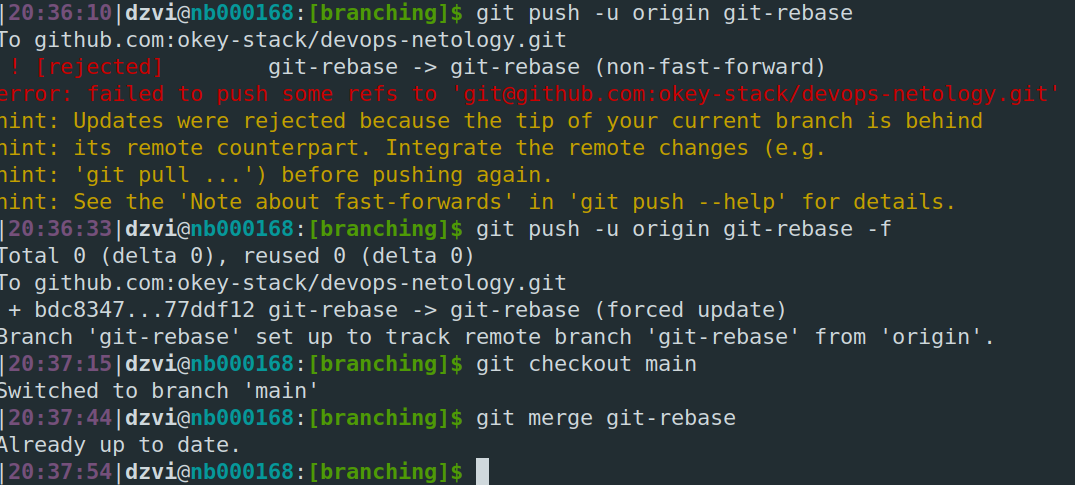 |20:36:10|dzvi@nb000168:[branching]$ git push -u origin git-rebase
To github.com:okey-stack/devops-netology.git
 ! [rejected]        git-rebase -> git-rebase (non-fast-forward)
error: failed to push some refs to 'git@github.com:okey-stack/devops-netology.git'
hint: Updates were rejected because the tip of your current branch is behind
hint: its remote counterpart. Integrate the remote changes (e.g.
hint: 'git pull ...') before pushing again.
hint: See the 'Note about fast-forwards' in 'git push --help' for details.
|20:36:33|dzvi@nb000168:[branching]$ git push -u origin git-rebase -f
Total 0 (delta 0), reused 0 (delta 0)
To github.com:okey-stack/devops-netology.git
 + bdc8347...77ddf12 git-rebase -> git-rebase (forced update)
Branch 'git-rebase' set up to track remote branch 'git-rebase' from 'origin'.
|20:37:15|dzvi@nb000168:[branching]$ git checkout main
Switched to branch 'main'
|20:37:44|dzvi@nb000168:[branching]$ git merge git-rebase
Already up to date.
|20:37:54|dzvi@nb000168:[branching]$